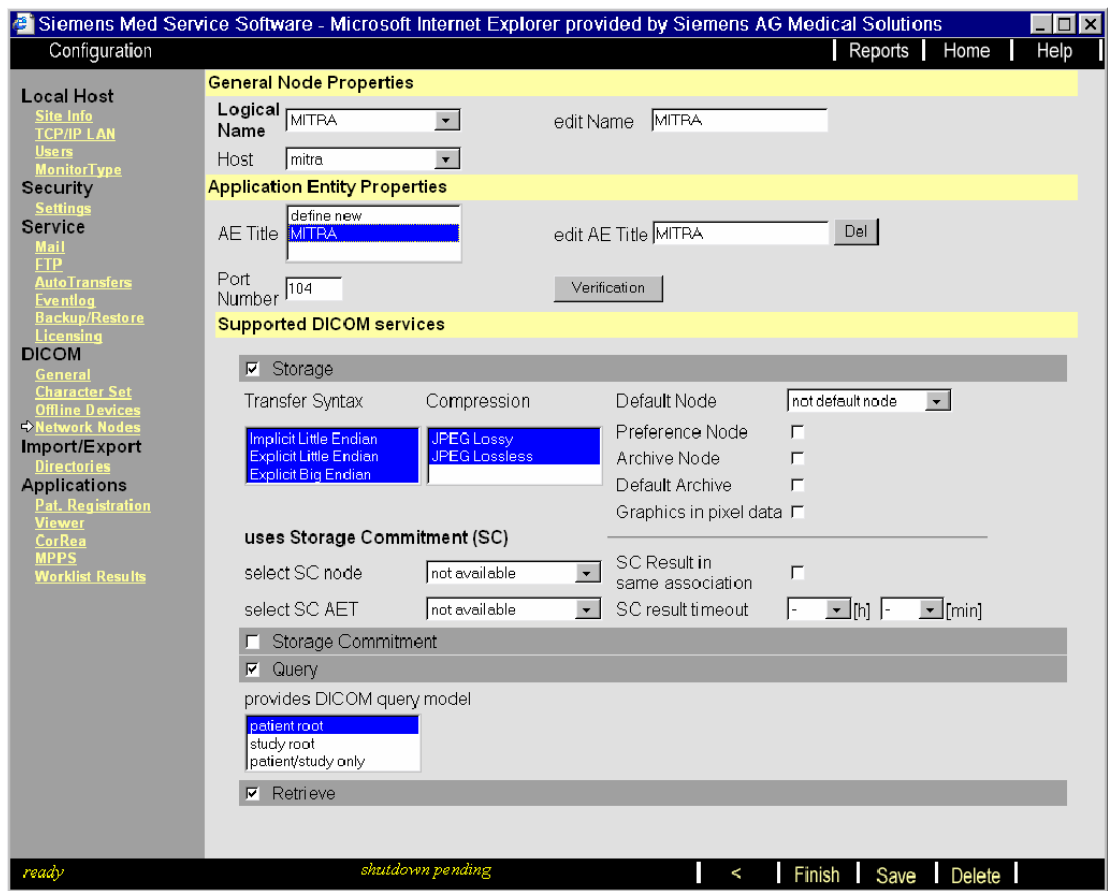 Siemens Med Service Software - Microsoft Internet Explorer provided by Siemens AG Medical Solutions
Configuration
Reports
Home
Help
Local Host
Site Info
TCP/IP LAN
Users
MonitorType
Security
Settings
Service
Mail
FTP
AutoTransfers
Eventlog
Backup/Restore
Licensing
DICOM
General
Character Set
Offline Devices
Network Nodes
Import/Export
Directories
Applications
Pat. Registration
Viewer
CorRea
MPPS
Worklist Results
General Node Properties
Logical Name MITRA
edit Name MITRA
Host mitra
Application Entity Properties
AE Title
define new
MITRA
edit AE Title MITRA
Del
Port Number 104
Verification
Supported DICOM services
Storage
Transfer Syntax
Implicit Little Endian
Explicit Little Endian
Explicit Big Endian
Compression
JPEG Lossy
JPEG Lossless
Default Node not default node
Preference Node
Archive Node
Default Archive
Graphics in pixel data
uses Storage Commitment (SC)
select SC node not available
SC Result in same association
select SC AET not available
SC result timeout - [h] - [min]
Storage Commitment
Query
provides DICOM query model
patient root
study root
patient/study only
Retrieve
ready
shutdown pending
<
Finish
Save
Delete